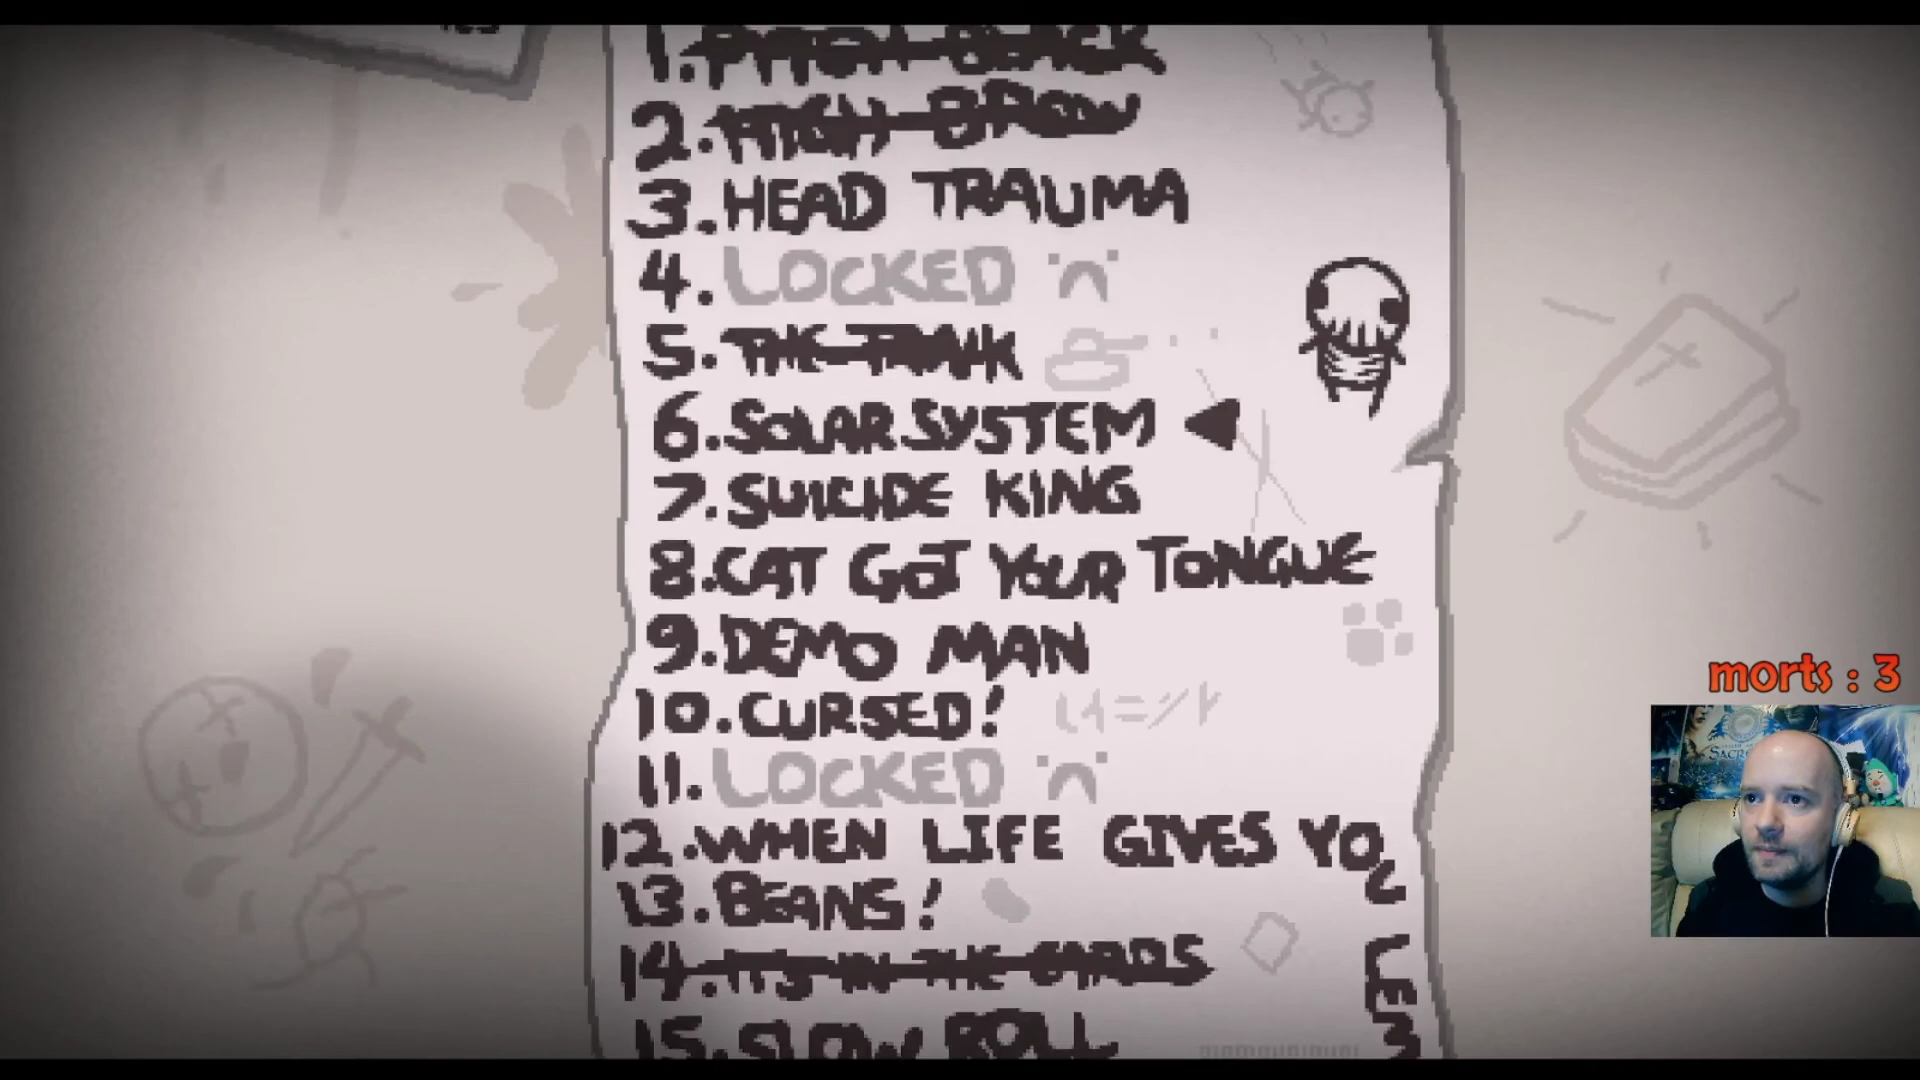 1. PITCH BLACK
2. HIGH BROW
3. HEAD TRAUMA
4. LOCKED
5. THE TANK
6. SOLAR SYSTEM
7. SUICIDE KING
8. CAT GOT YOUR TONGUE
9. DEMO MAN
10. CURSED!
11. LOCKED
12. WHEN LIFE GIVES YOU LEM
13. BEANS!
14. IT'S IN THE CARDS
15. SLOW ROLL
morts : 3